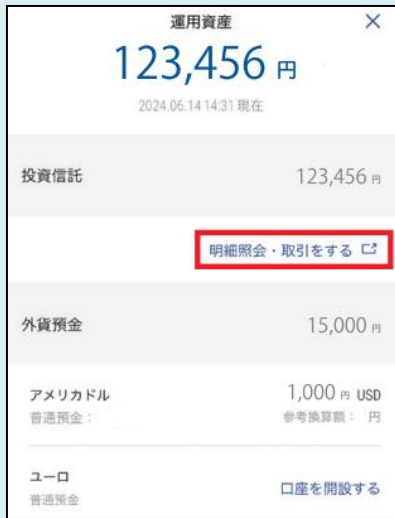 運用資産
123,456 円
2024.06.14 14:31 現在
投資信託 123,456 円
明細照会・取引をする
外貨預金 15,000 円
アメリカドル 1,000 円 USD
普通預金： 参考換算額： 円
ユーロ
普通預金 口座を開設する